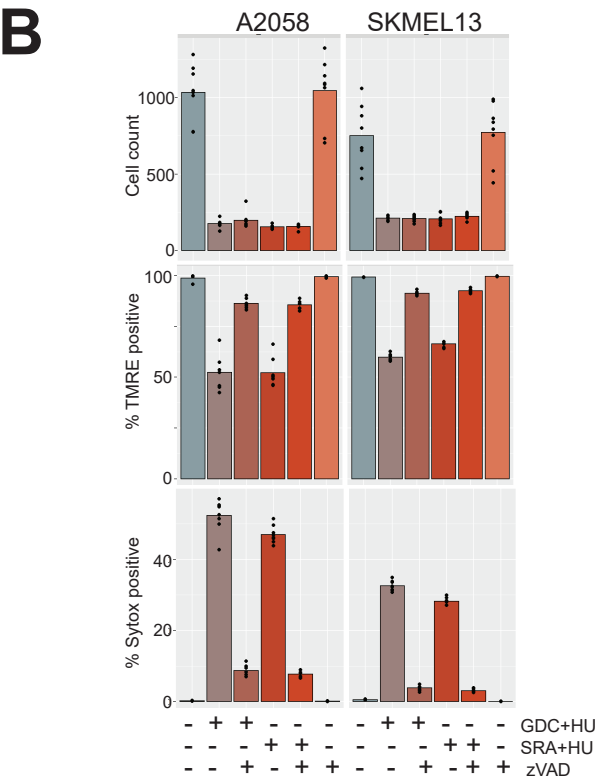 B
A2058 SKMEL13
Cell count
1000
500
0
% TMRE positive
100
50
0
% Sytox positive
40
20
0
- + + - - - - + + - - - GDC+HU
- - - + + - - - - + + - SRA+HU
- - + - + + - - + - + + zVAD